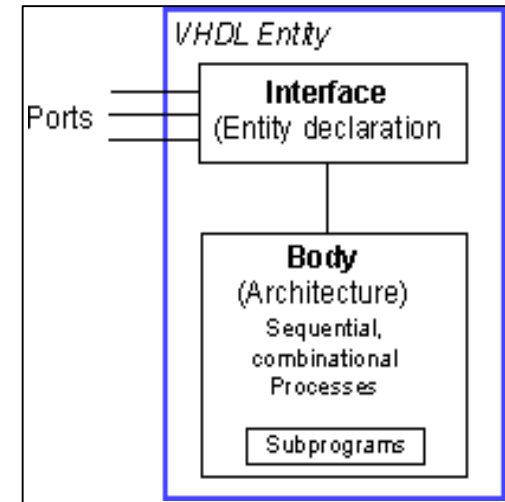 VHDL Entity
Interface
(Entity declaration
Ports
Body
(Architecture)
Sequential,
combinational
Processes
Subprograms